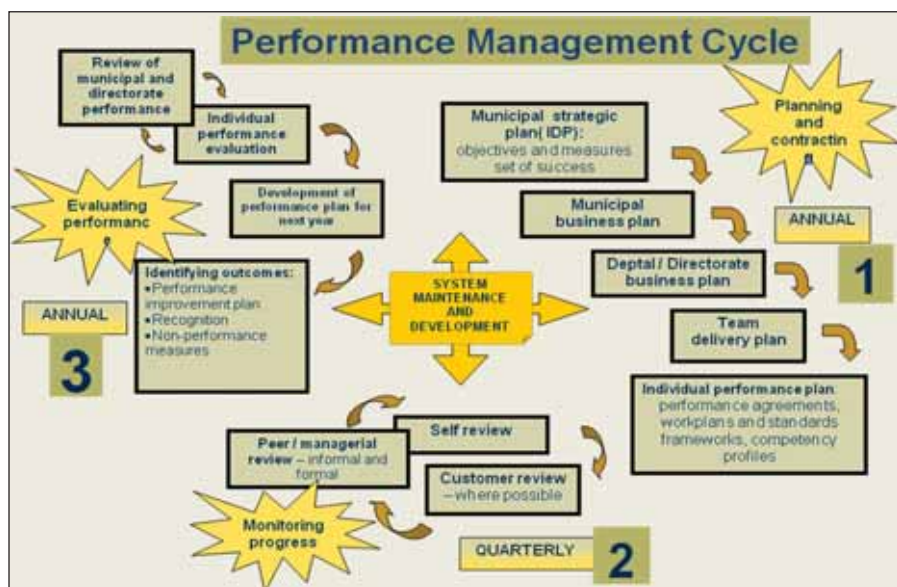 Performance Management Cycle
Review of
municipal and
directorate
performance
Individual
performance
evaluation
Development of
performance plan for
next year
Evaluating
performanc
e
Identifying outcomes:
•Performance
improvement plan
•Recognition
•Non-performance
measures
ANNUAL
3
Municipal strategic
plan( IDP):
objectives and measures
set of success
Planning
and
contractin
g
Municipal
business plan
ANNUAL
1
Deptal / Directorate
business plan
Team
delivery plan
Individual performance plan
performance agreements,
workplans and standards
frameworks, competency
profiles
SYSTEM
MAINTENANCE
AND
DEVELOPMENT
Self review
Peer / managerial
review – informal and
formal
Customer review
– where possible
Monitoring
progress
QUARTERLY
2